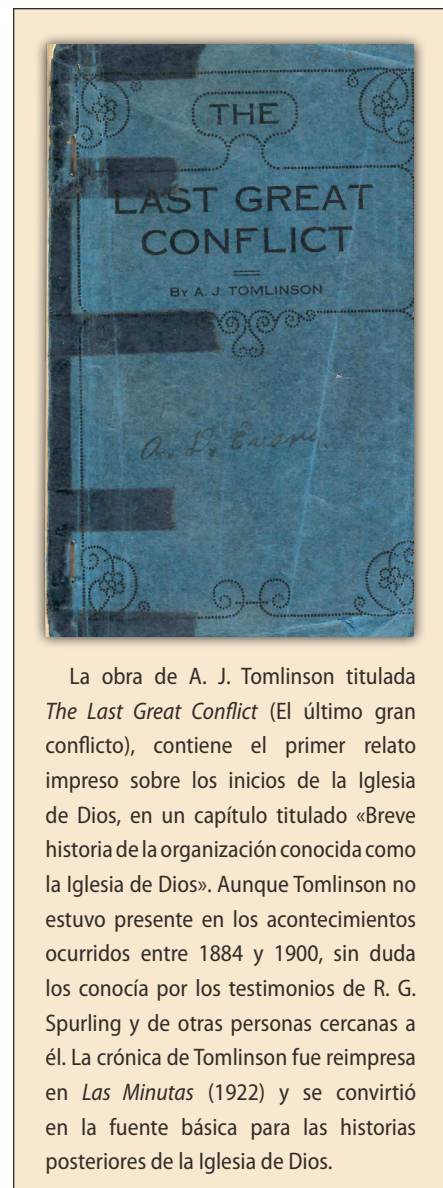 THE
LAST GREAT
CONFLICT
BY A. J. TOMLINSON
A. D. Evans.
La obra de A. J. Tomlinson titulada
The Last Great Conflict (El último gran
conflicto), contiene el primer relato
impreso sobre los inicios de la Iglesia
de Dios, en un capítulo titulado «Breve
historia de la organización conocida como
la Iglesia de Dios». Aunque Tomlinson no
estuvo presente en los acontecimientos
ocurridos entre 1884 y 1900, sin duda
los conocía por los testimonios de R. G.
Spurling y de otras personas cercanas a
él. La crónica de Tomlinson fue reimpresa
en Las Minutas (1922) y se convirtió
en la fuente básica para las historias
posteriores de la Iglesia de Dios.